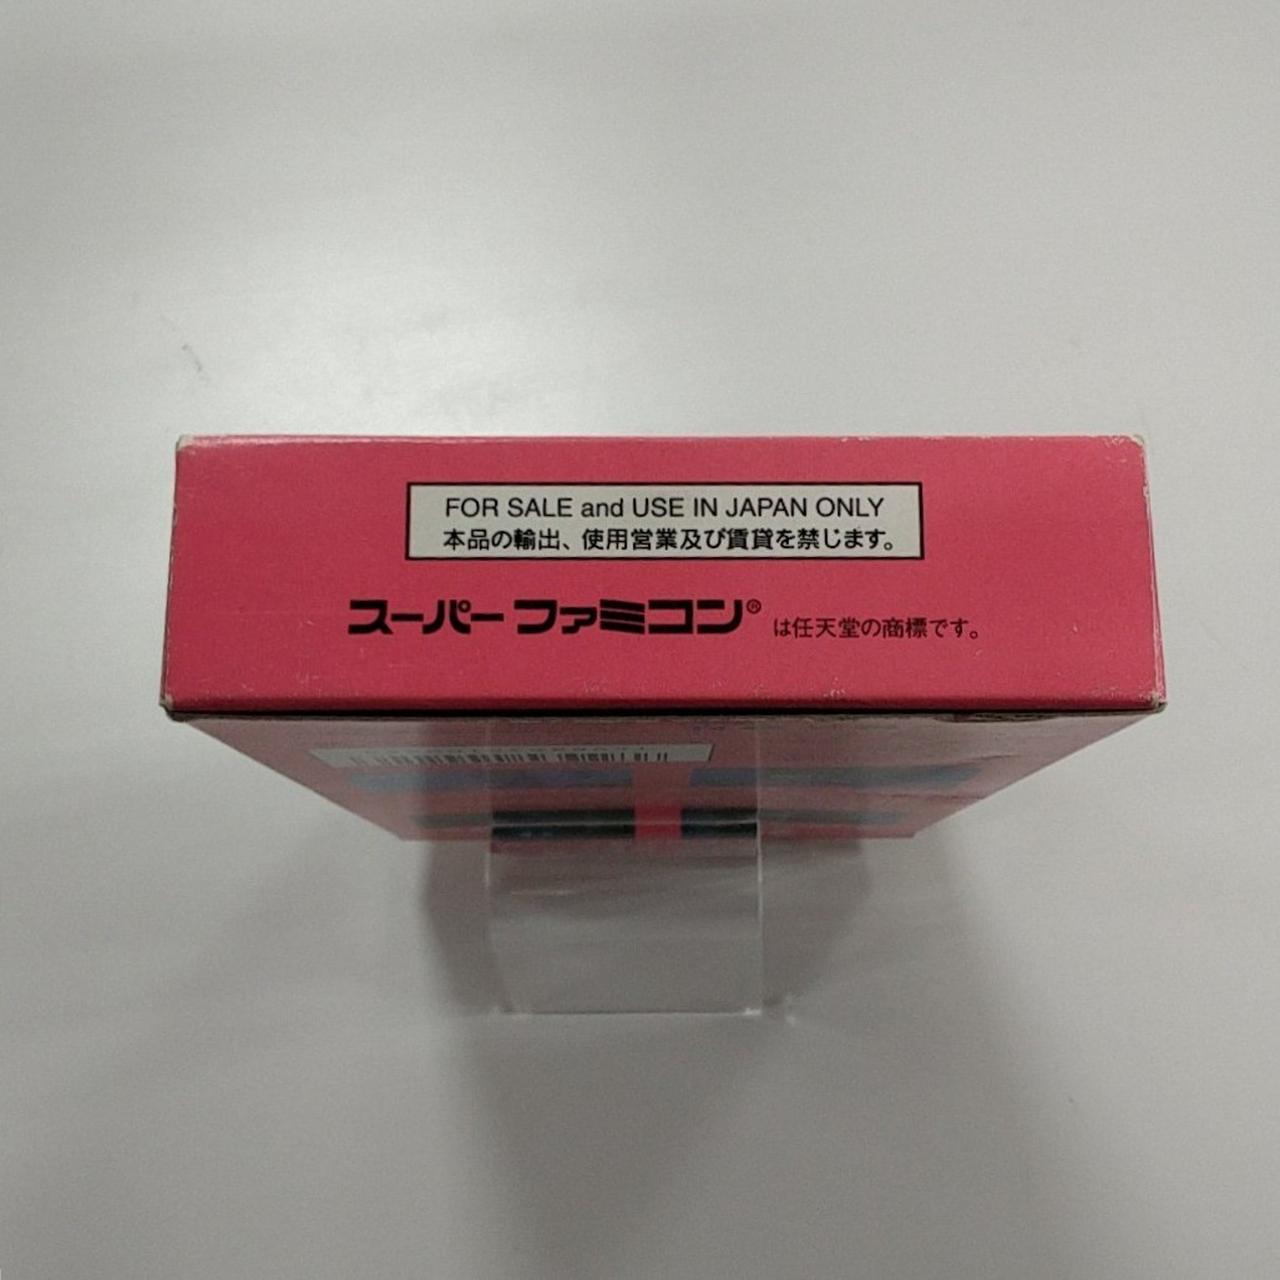 FOR SALE and USE IN JAPAN ONLY
本品の輸出、使用営業及び賃貸を禁じます。
スーパーファミコン® は任天堂の商標です。